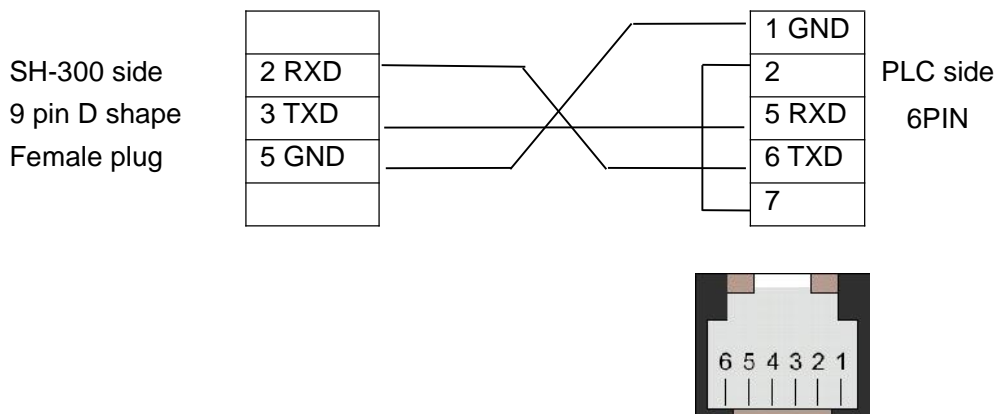 1 GND
SH-300 side
2 RXD
2
PLC side
9 pin D shape
3 TXD
5 RXD
6PIN
Female plug
5 GND
6 TXD
7
6 5 4 3 2 1